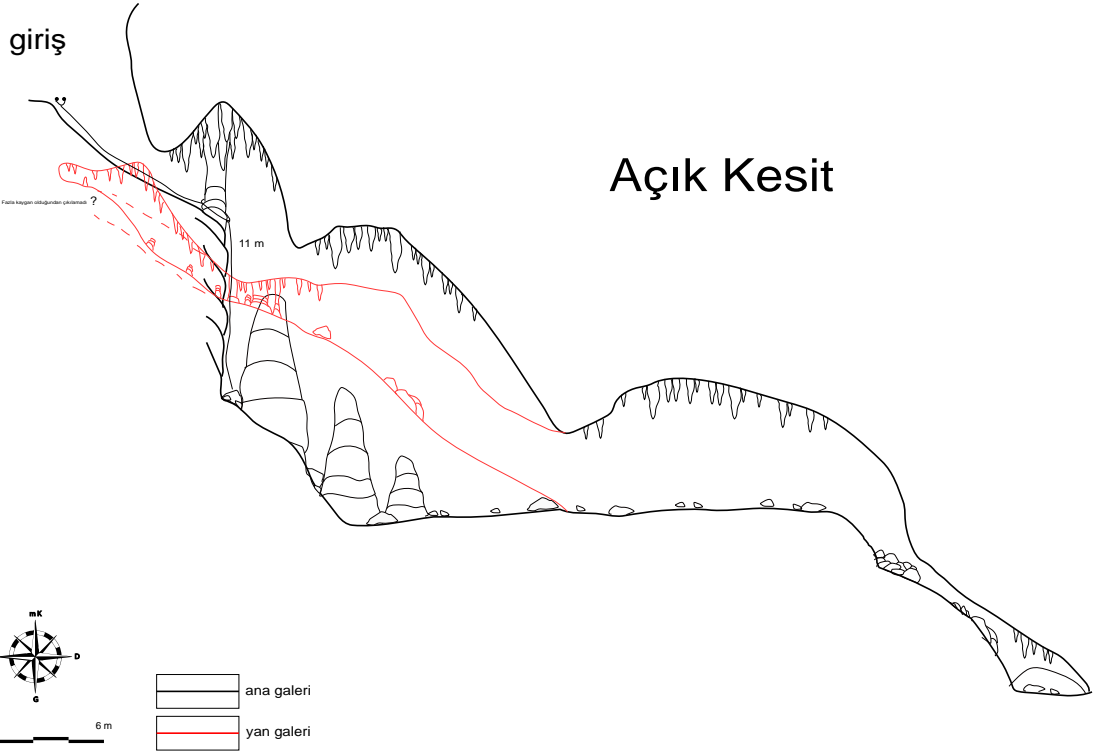 giriş
Açık Kesit
Fazla kaygan olduğundan çıkılamadı ?
11 m
mK
D
G
6 m
ana galeri
yan galeri